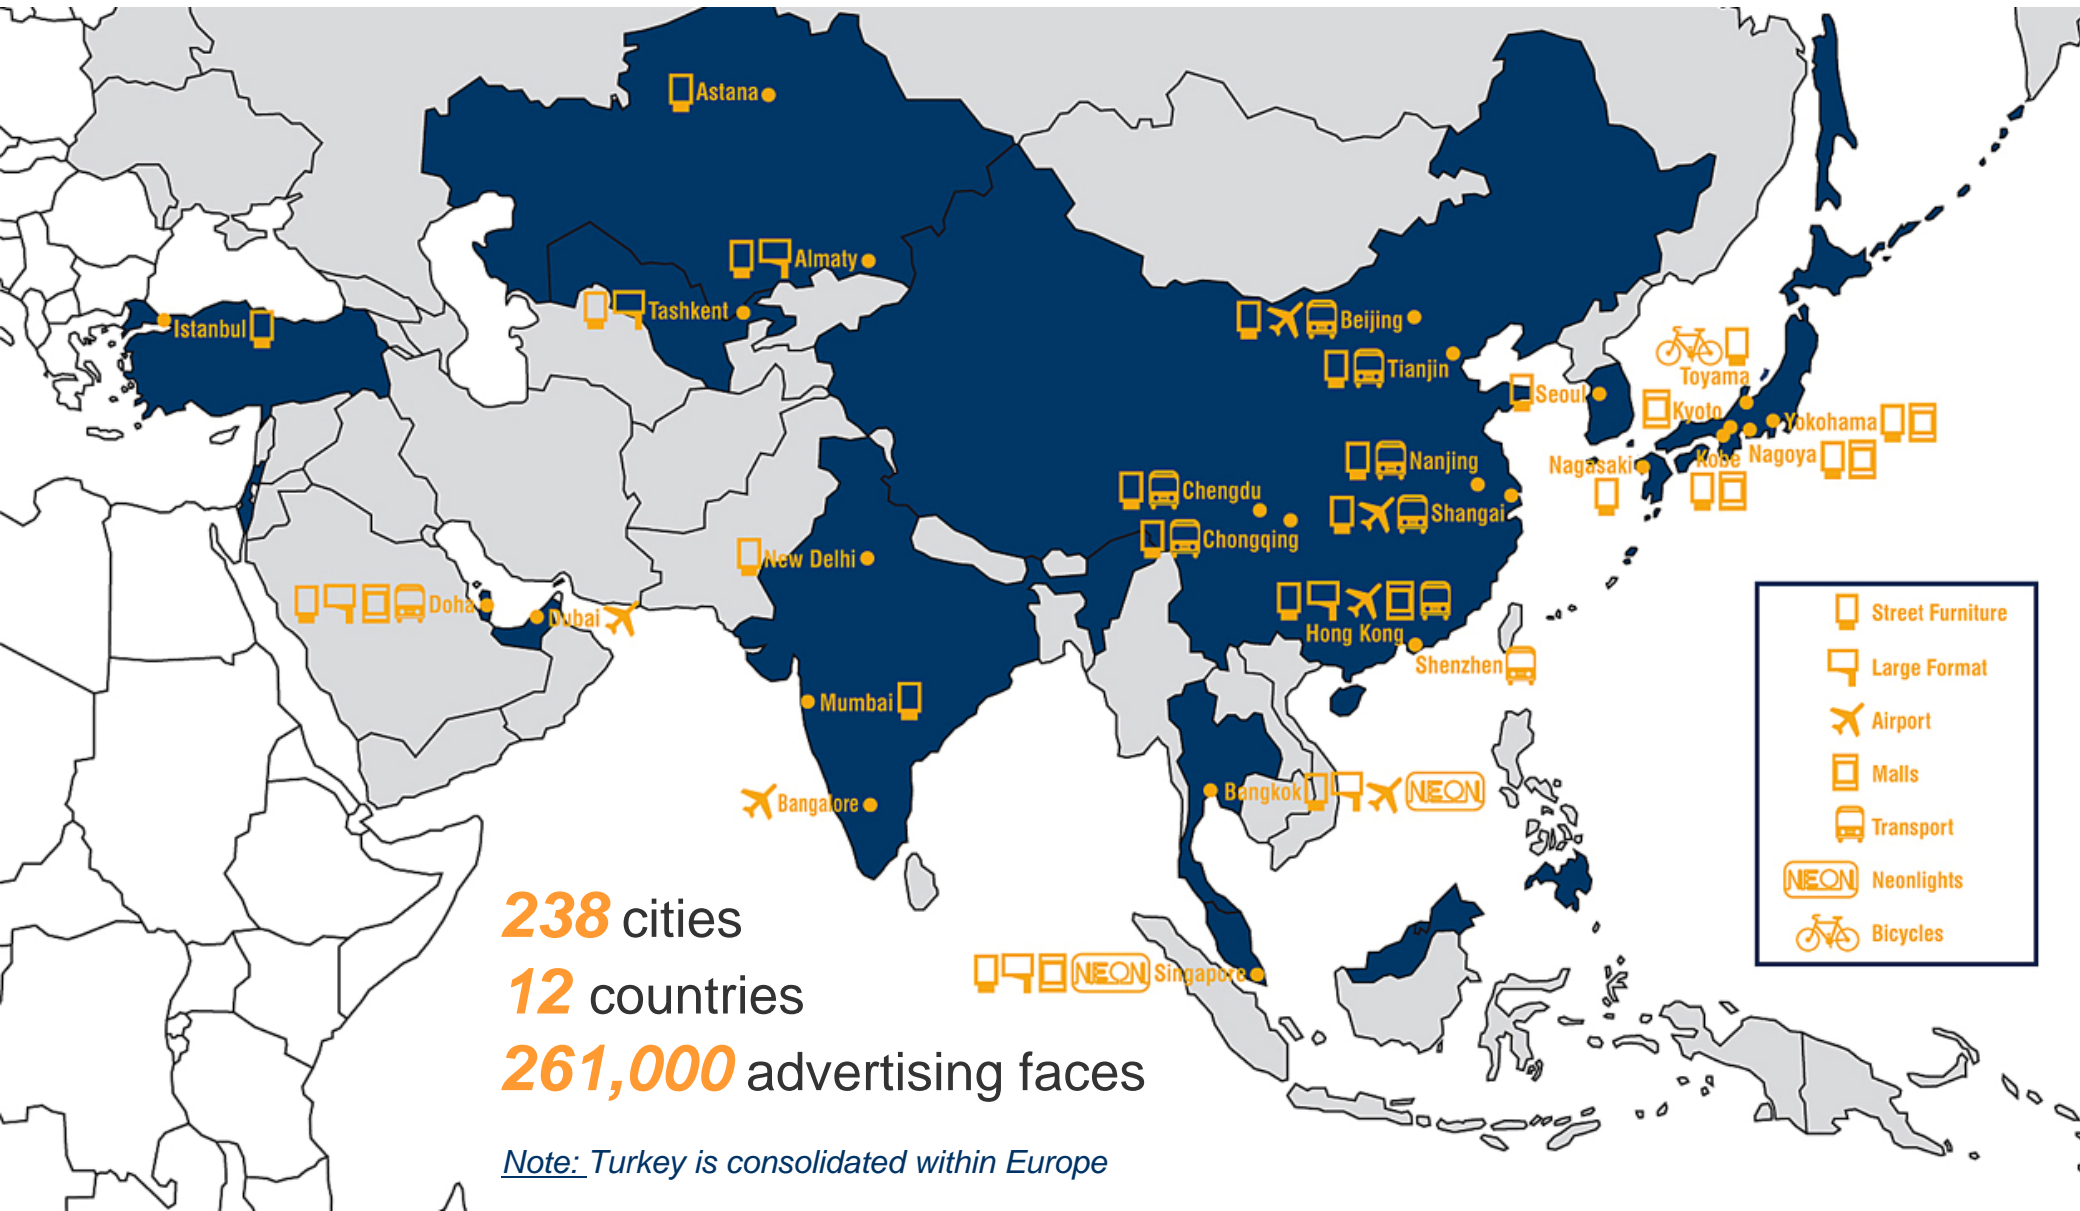 Astana
Almaty
Tashkent
Istanbul
Beijing
Tianjin
Seoul
Toyama
Kyoto
Yokohama
Nagoya
Kobe
Nagasaki
Nanjing
Chengdu
Shangai
Chongqing
New Delhi
Doha
Dubai
Hong Kong
Shenzhen
Mumbai
Bangkok
NEON
Bangalore
NEON
Singapore
Street Furniture
Large Format
Airport
Malls
Transport
NEON Neonlights
Bicycles
238 cities
12 countries
261,000 advertising faces
Note: Turkey is consolidated within Europe